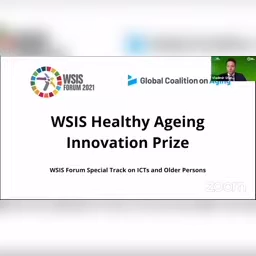 WSIS
FORUM 2021
Global Coalition on Aging
WSIS Healthy Ageing
Innovation Prize
WSIS Forum Special Track on ICTs and Older Persons
zoom